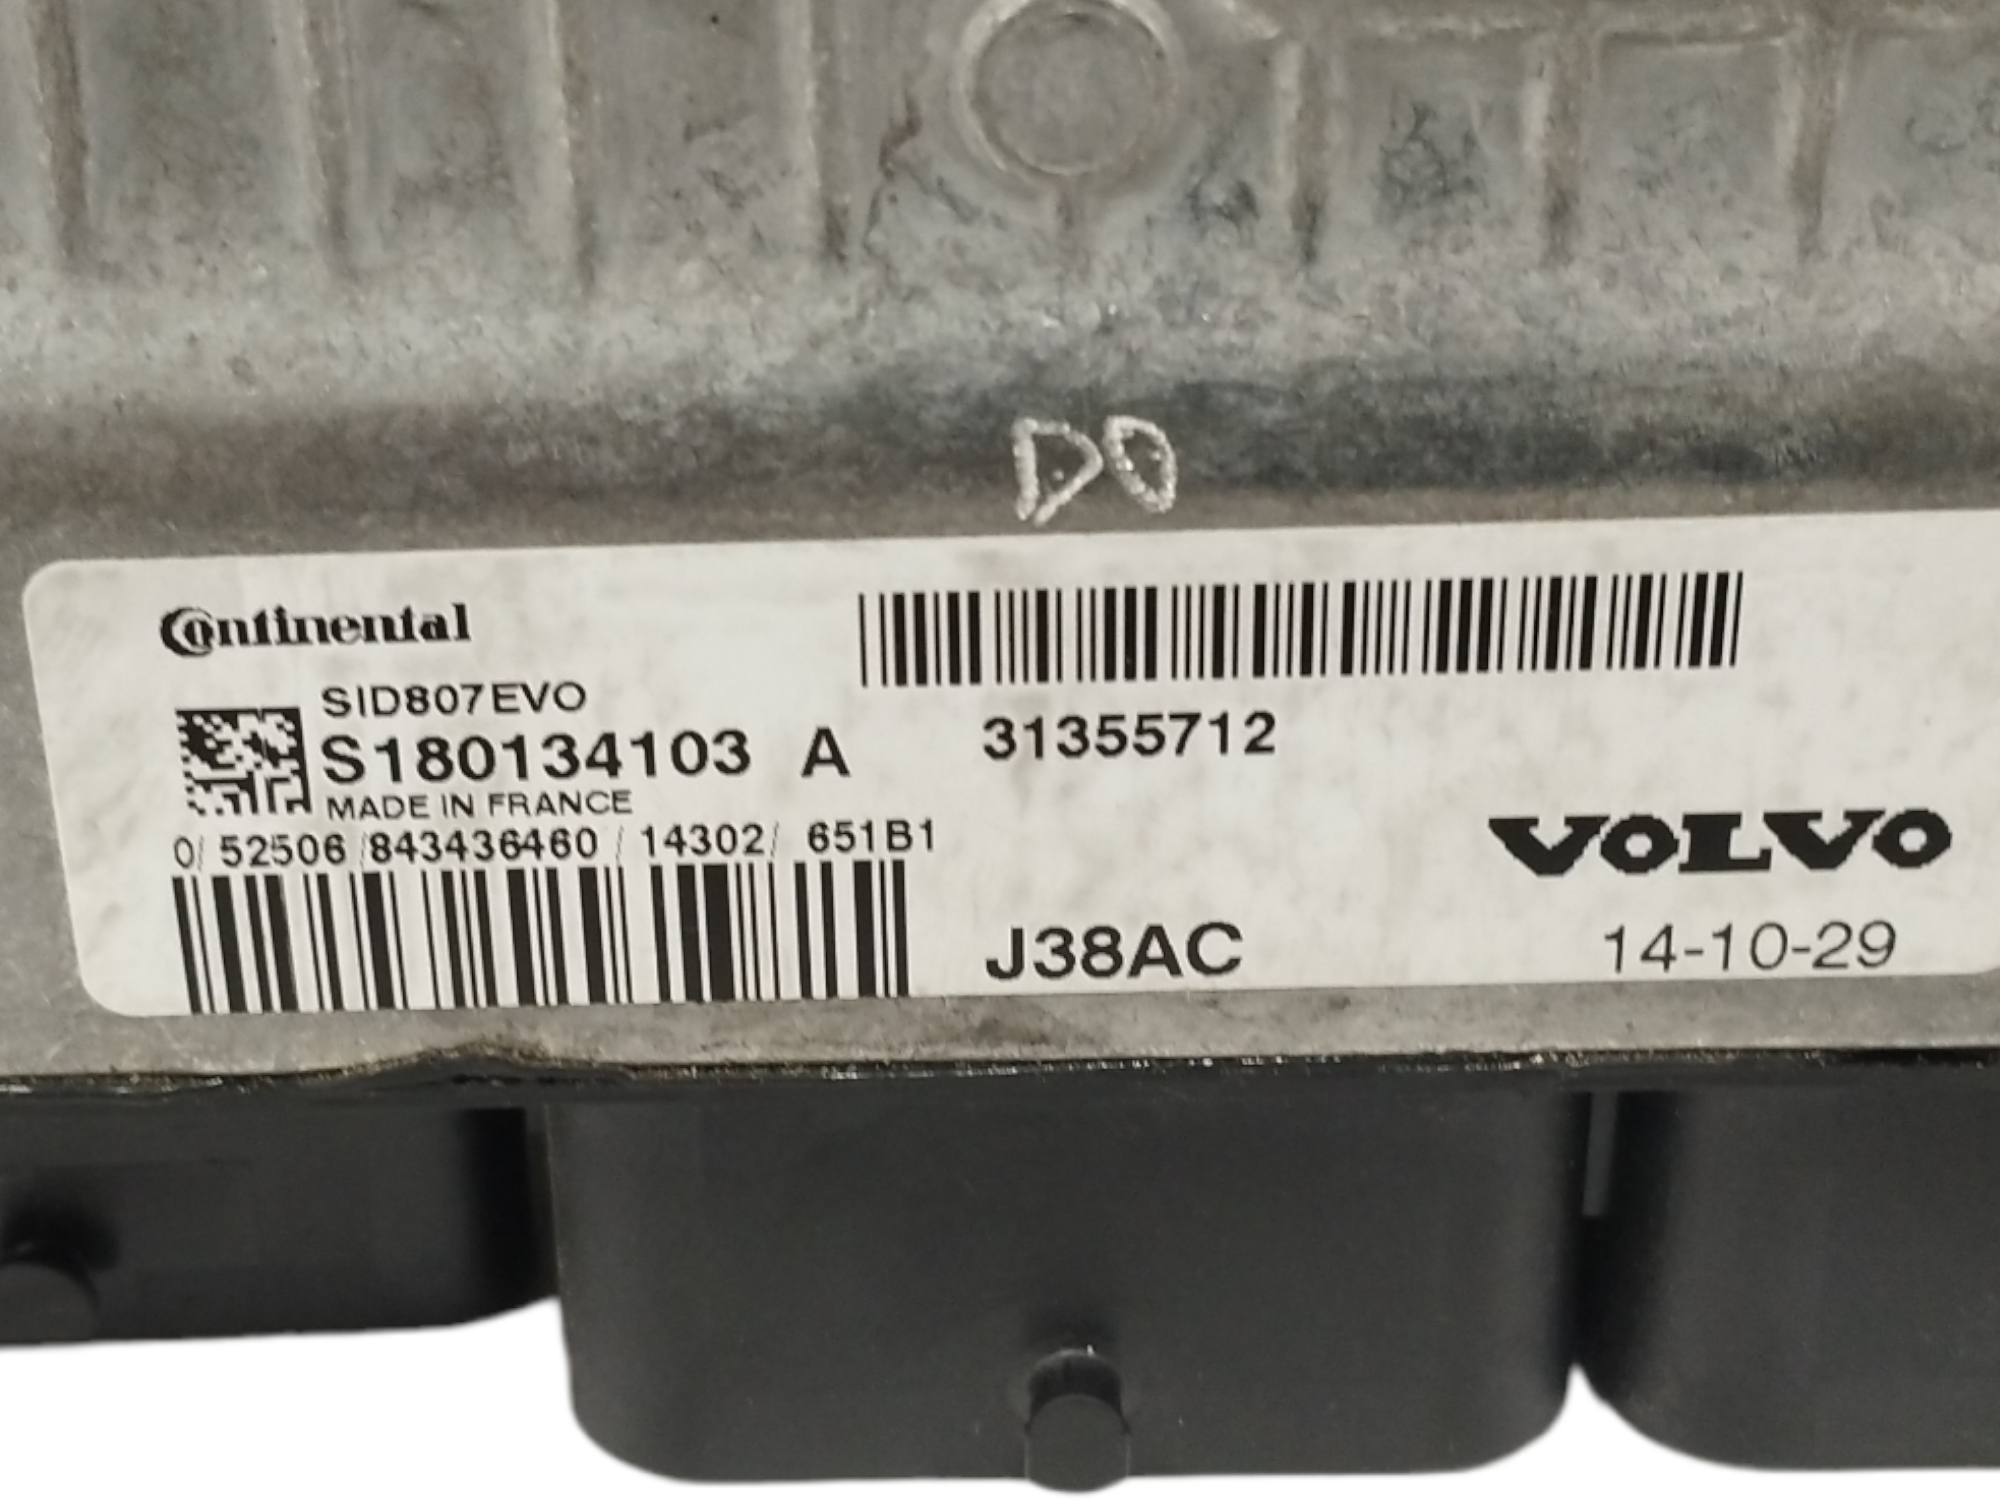 DO
Continental
SID807EVO
S180134103 A
MADE IN FRANCE
0/ 52506 /843436460 / 14302/ 651B1
31355712
VOLVO
J38AC
14-10-29